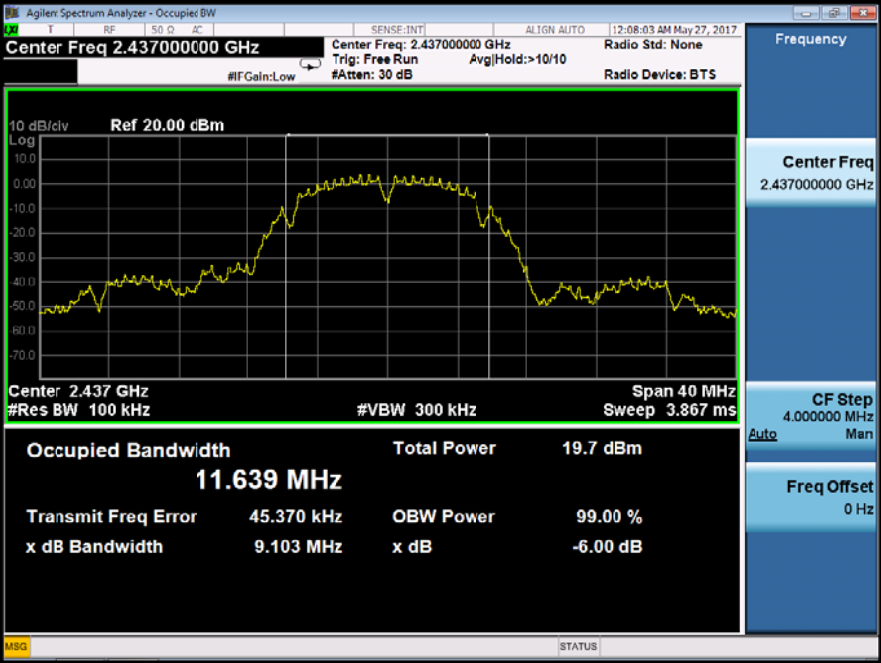 Agilent Spectrum Analyzer - Occupied BW
LXI T RF 50 Ω AC SENSE:INT ALIGN AUTO 12:08:03 AM May 27, 2017
Center Freq 2.437000000 GHz
Center Freq: 2.437000000 GHz
Radio Std: None
Trig: Free Run Avg|Hold:>10/10
#IFGain:Low
#Atten: 30 dB
Radio Device: BTS
Frequency
10 dB/div Ref 20.00 dBm
Log
10.0
0.00
-10.0
-20.0
-30.0
-40.0
-50.0
-60.0
-70.0
Center 2.437 GHz Span 40 MHz
#Res BW 100 kHz #VBW 300 kHz Sweep 3.867 ms
Center Freq
2.437000000 GHz
CF Step
4.000000 MHz
Auto Man
Freq Offset
0 Hz
Occupied Bandwidth Total Power 19.7 dBm
11.639 MHz
Transmit Freq Error 45.370 kHz OBW Power 99.00 %
x dB Bandwidth 9.103 MHz x dB -6.00 dB
MSG STATUS